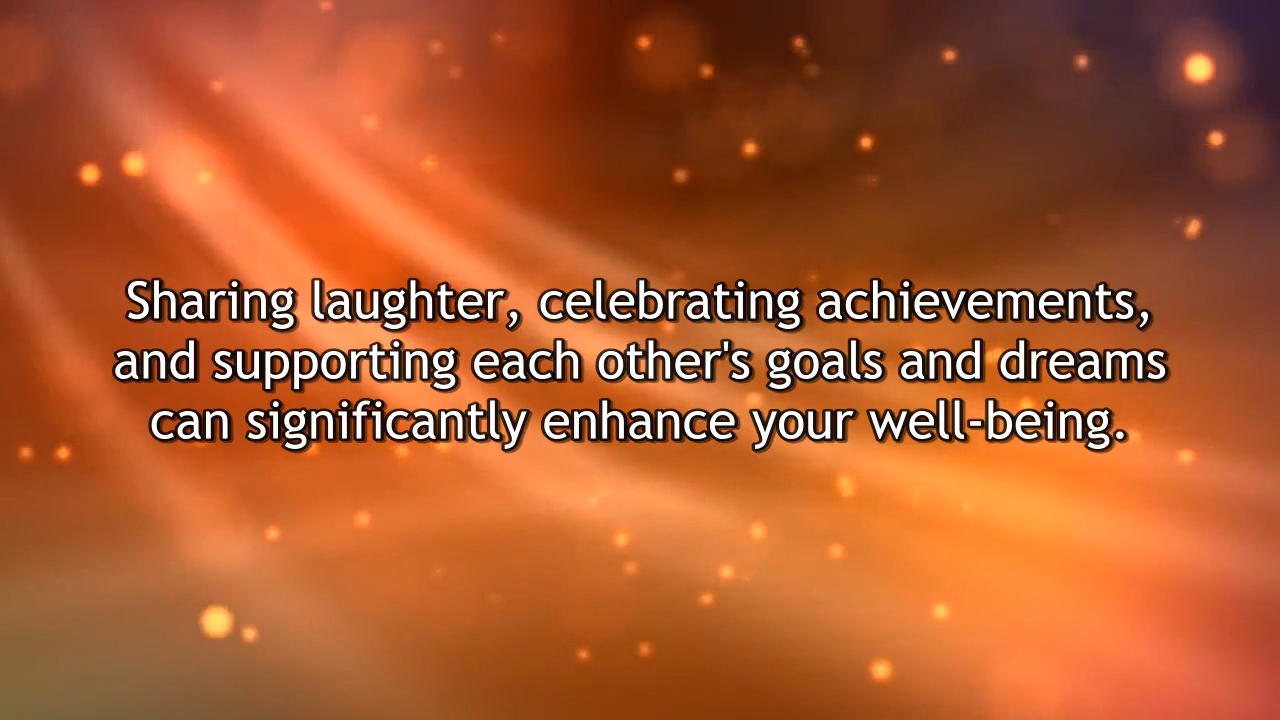 Sharing laughter, celebrating achievements,
and supporting each other's goals and dreams
can significantly enhance your well-being.